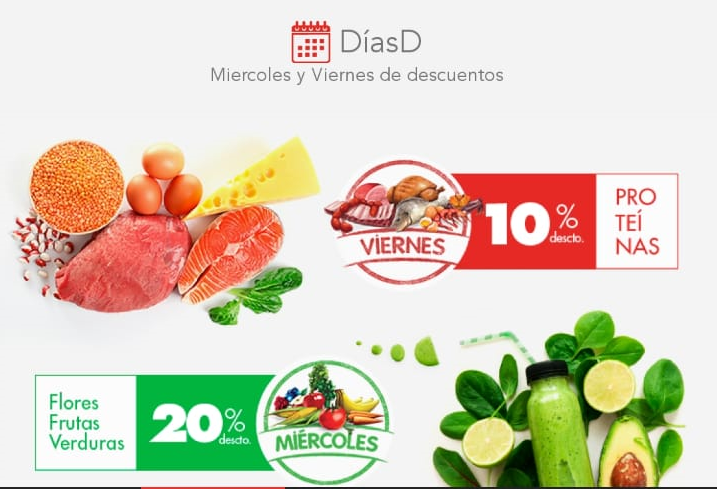 DíasD
Miercoles y Viernes de descuentos
VIERNES
10% descto.
PRO
TEÍ
NAS
Flores
Frutas
Verduras
20% descto.
MIÉRCOLES